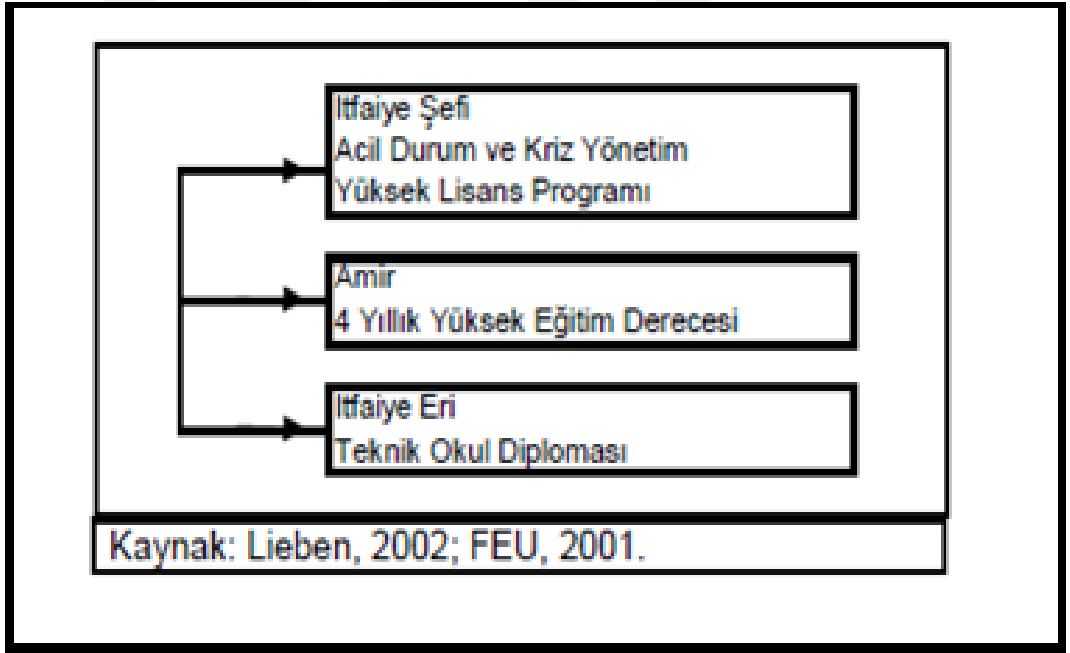 Itfaiye Şefi
Acil Durum ve Kriz Yönetim
Yüksek Lisans Programı
Amir
4 Yıllık Yüksek Eğitim Derecesi
Itfaiye Eri
Teknik Okul Diploması
Kaynak: Lieben, 2002; FEU, 2001.